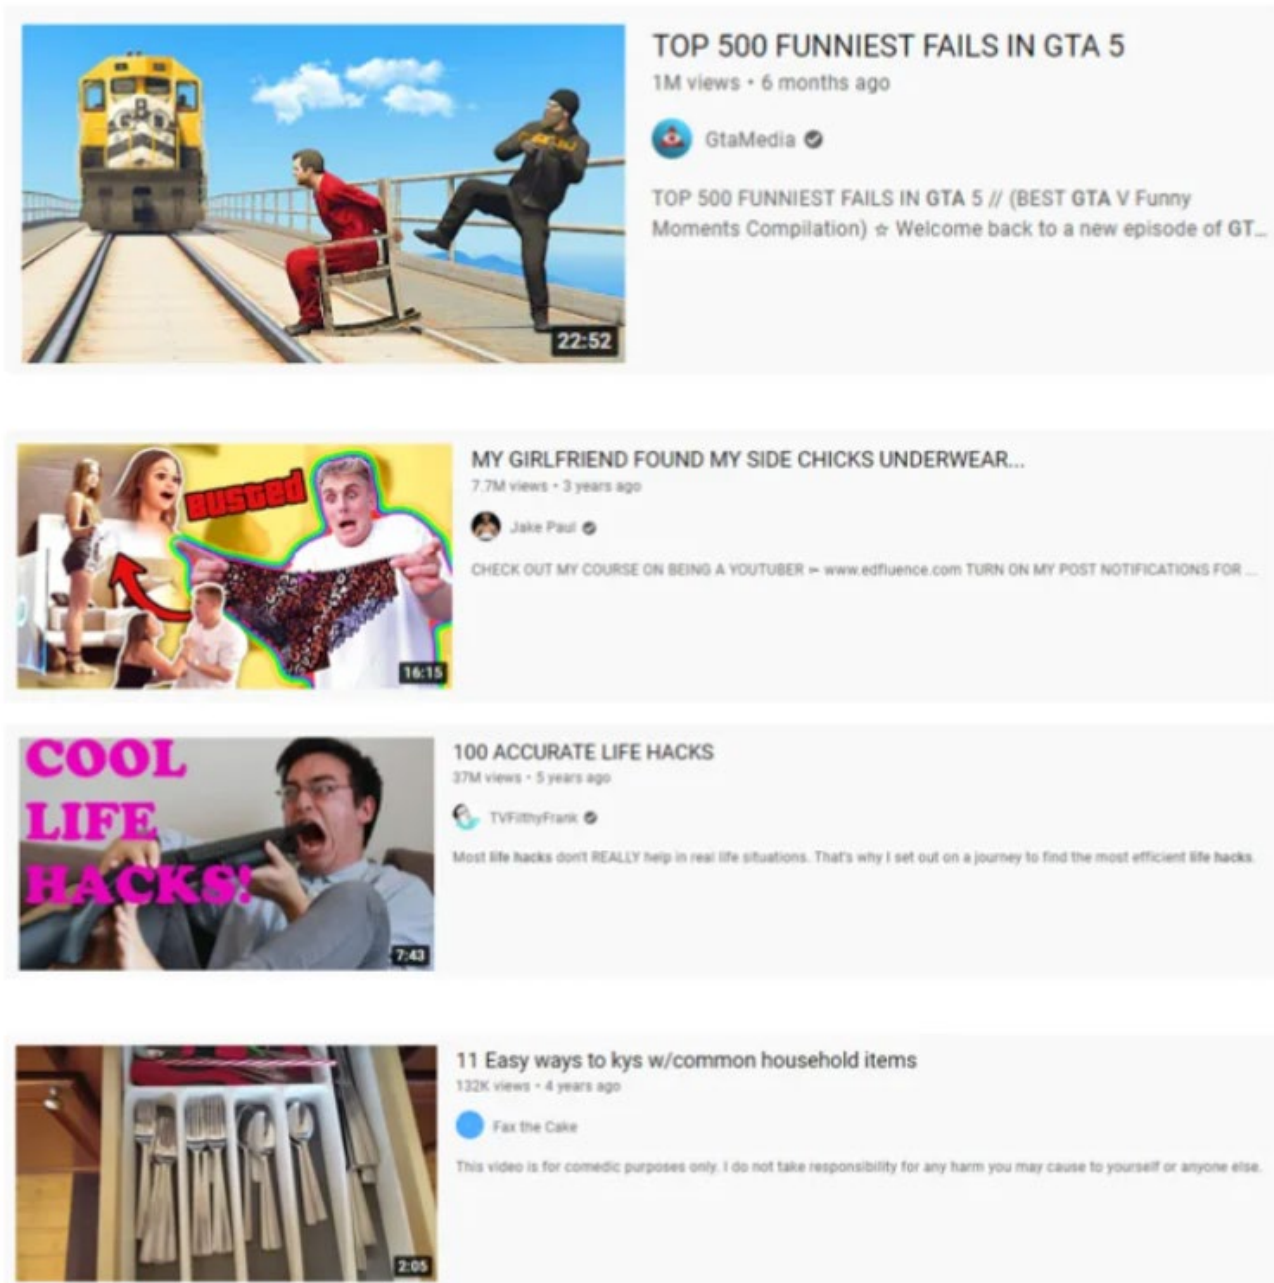 TOP 500 FUNNIEST FAILS IN GTA 5
1M views • 6 months ago
GtaMedia
TOP 500 FUNNIEST FAILS IN GTA 5 // (BEST GTA V Funny
Moments Compilation) ☆ Welcome back to a new episode of GT...
22:52
MY GIRLFRIEND FOUND MY SIDE CHICKS UNDERWEAR...
7.7M views • 3 years ago
BUSTED
Jake Paul
CHECK OUT MY COURSE ON BEING A YOUTUBER ➳ www.edfluence.com TURN ON MY POST NOTIFICATIONS FOR ...
16:15
COOL
LIFE
HACKS!
100 ACCURATE LIFE HACKS
37M views • 5 years ago
TVFilthyFrank
Most life hacks don't REALLY help in real life situations. That's why I set out on a journey to find the most efficient life hacks.
7:43
11 Easy ways to kys w/common household items
132K views • 4 years ago
Fax the Cake
This video is for comedic purposes only. I do not take responsibility for any harm you may cause to yourself or anyone else.
2:05